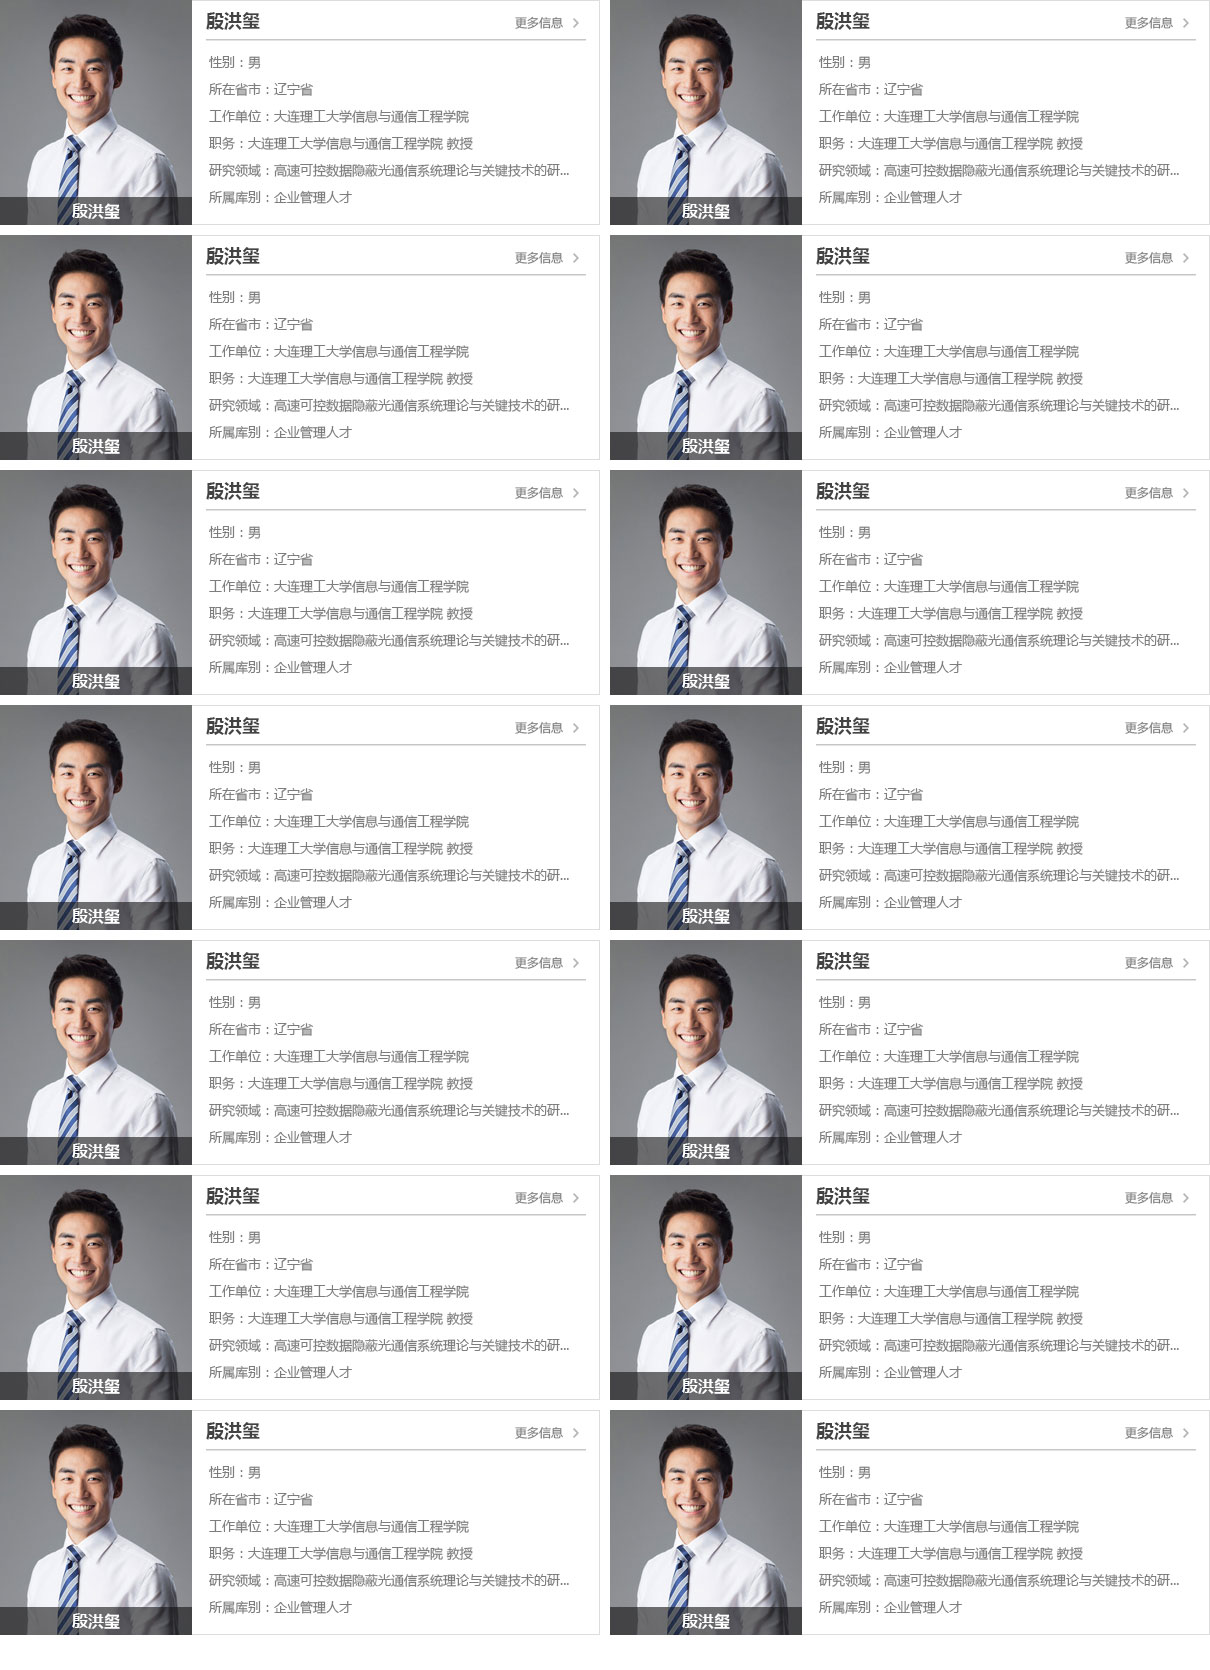 殷洪玺
更多信息
性别：男
所在省市：辽宁省
工作单位：大连理工大学信息与通信工程学院
职务：大连理工大学信息与通信工程学院 教授
研究领域：高速可控数据隐蔽光通信系统理论与关键技术的研...
所属库别：企业管理人才
殷洪玺
殷洪玺
更多信息
性别：男
所在省市：辽宁省
工作单位：大连理工大学信息与通信工程学院
职务：大连理工大学信息与通信工程学院 教授
研究领域：高速可控数据隐蔽光通信系统理论与关键技术的研...
所属库别：企业管理人才
殷洪玺
殷洪玺
更多信息
性别：男
所在省市：辽宁省
工作单位：大连理工大学信息与通信工程学院
职务：大连理工大学信息与通信工程学院 教授
研究领域：高速可控数据隐蔽光通信系统理论与关键技术的研...
所属库别：企业管理人才
殷洪玺
殷洪玺
更多信息
性别：男
所在省市：辽宁省
工作单位：大连理工大学信息与通信工程学院
职务：大连理工大学信息与通信工程学院 教授
研究领域：高速可控数据隐蔽光通信系统理论与关键技术的研...
所属库别：企业管理人才
殷洪玺
殷洪玺
更多信息
性别：男
所在省市：辽宁省
工作单位：大连理工大学信息与通信工程学院
职务：大连理工大学信息与通信工程学院 教授
研究领域：高速可控数据隐蔽光通信系统理论与关键技术的研...
所属库别：企业管理人才
殷洪玺
殷洪玺
更多信息
性别：男
所在省市：辽宁省
工作单位：大连理工大学信息与通信工程学院
职务：大连理工大学信息与通信工程学院 教授
研究领域：高速可控数据隐蔽光通信系统理论与关键技术的研...
所属库别：企业管理人才
殷洪玺
殷洪玺
更多信息
性别：男
所在省市：辽宁省
工作单位：大连理工大学信息与通信工程学院
职务：大连理工大学信息与通信工程学院 教授
研究领域：高速可控数据隐蔽光通信系统理论与关键技术的研...
所属库别：企业管理人才
殷洪玺
殷洪玺
更多信息
性别：男
所在省市：辽宁省
工作单位：大连理工大学信息与通信工程学院
职务：大连理工大学信息与通信工程学院 教授
研究领域：高速可控数据隐蔽光通信系统理论与关键技术的研...
所属库别：企业管理人才
殷洪玺
殷洪玺
更多信息
性别：男
所在省市：辽宁省
工作单位：大连理工大学信息与通信工程学院
职务：大连理工大学信息与通信工程学院 教授
研究领域：高速可控数据隐蔽光通信系统理论与关键技术的研...
所属库别：企业管理人才
殷洪玺
殷洪玺
更多信息
性别：男
所在省市：辽宁省
工作单位：大连理工大学信息与通信工程学院
职务：大连理工大学信息与通信工程学院 教授
研究领域：高速可控数据隐蔽光通信系统理论与关键技术的研...
所属库别：企业管理人才
殷洪玺
殷洪玺
更多信息
性别：男
所在省市：辽宁省
工作单位：大连理工大学信息与通信工程学院
职务：大连理工大学信息与通信工程学院 教授
研究领域：高速可控数据隐蔽光通信系统理论与关键技术的研...
所属库别：企业管理人才
殷洪玺
殷洪玺
更多信息
性别：男
所在省市：辽宁省
工作单位：大连理工大学信息与通信工程学院
职务：大连理工大学信息与通信工程学院 教授
研究领域：高速可控数据隐蔽光通信系统理论与关键技术的研...
所属库别：企业管理人才
殷洪玺
殷洪玺
更多信息
性别：男
所在省市：辽宁省
工作单位：大连理工大学信息与通信工程学院
职务：大连理工大学信息与通信工程学院 教授
研究领域：高速可控数据隐蔽光通信系统理论与关键技术的研...
所属库别：企业管理人才
殷洪玺
殷洪玺
更多信息
性别：男
所在省市：辽宁省
工作单位：大连理工大学信息与通信工程学院
职务：大连理工大学信息与通信工程学院 教授
研究领域：高速可控数据隐蔽光通信系统理论与关键技术的研...
所属库别：企业管理人才
殷洪玺